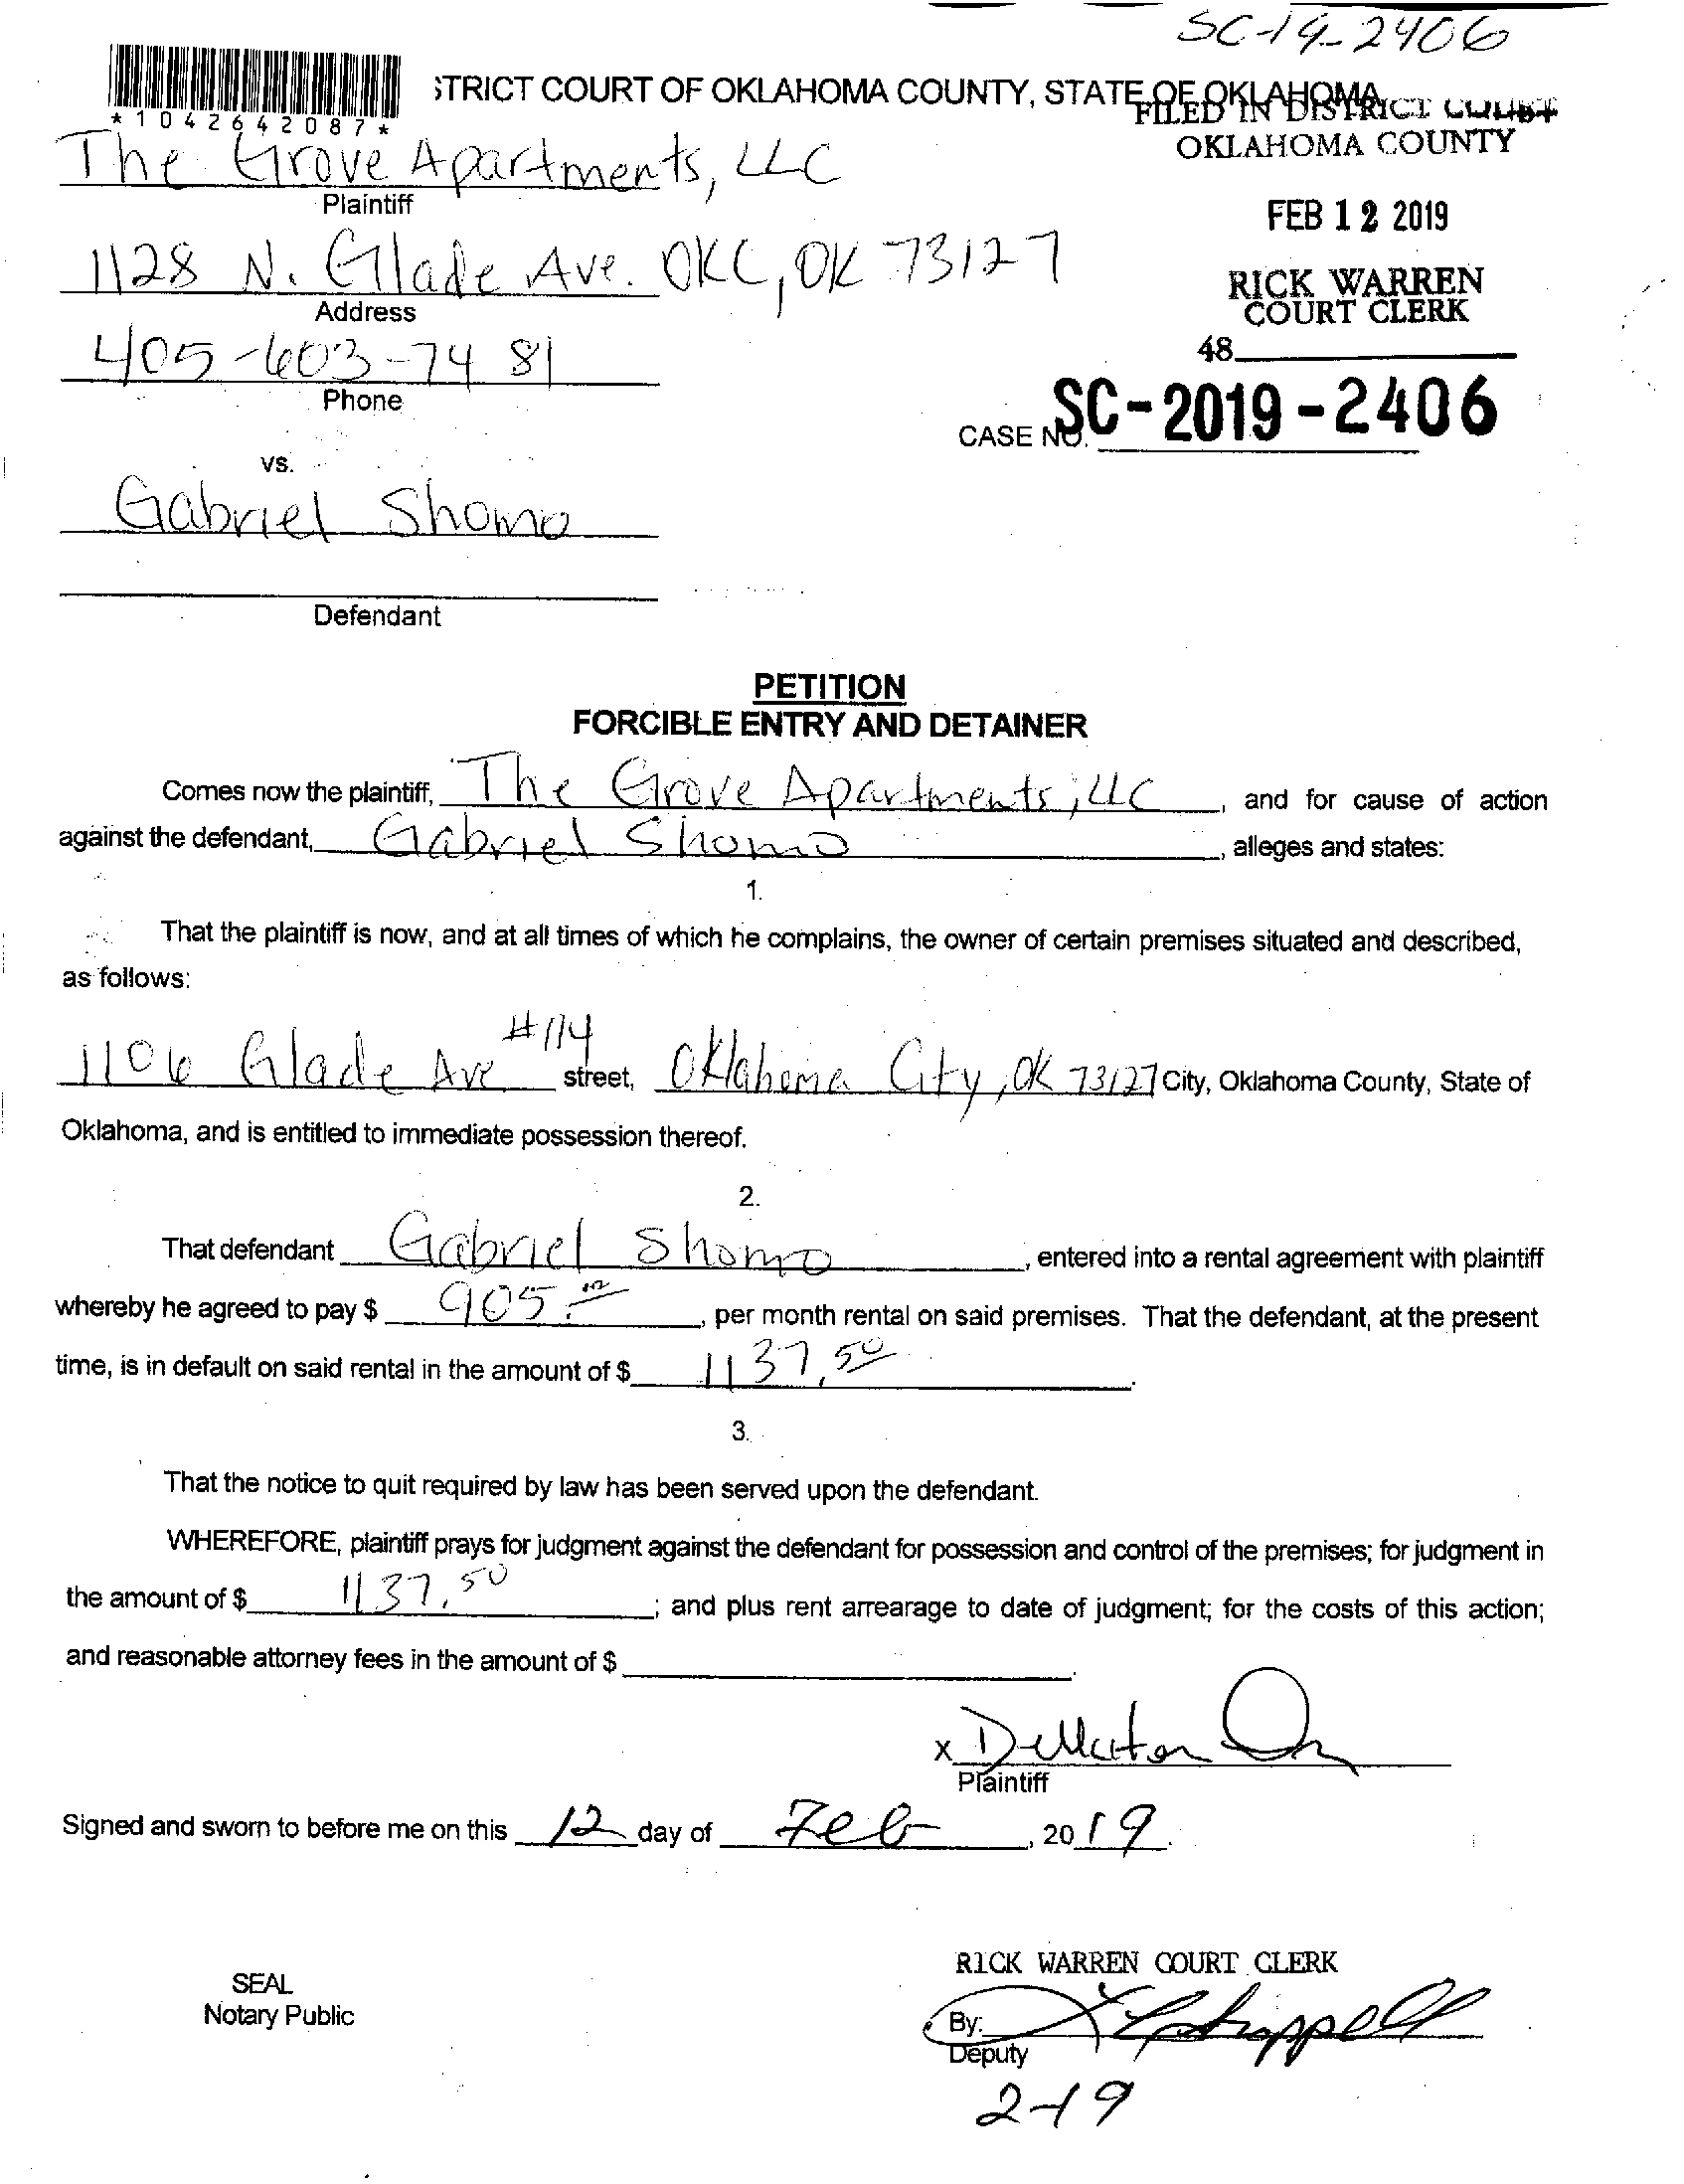 SC-19-2406
STRICT COURT OF OKLAHOMA COUNTY, STATE OF OKLAHOMA
*1042642087*
FILED IN DISTRICT COURT
OKLAHOMA COUNTY
The Grove Apartments, LLC
Plaintiff
FEB 12 2019
1128 N. Glade Ave. OKC, OK 73127
Address
RICK WARREN
COURT CLERK
405-603-7481
Phone
48
CASE NO. SC-2019-2406
vs.
Gabriel Shomo
Defendant
PETITION
FORCIBLE ENTRY AND DETAINER
Comes now the plaintiff, The Grove Apartments, LLC, and for cause of action
against the defendant, Gabriel Shomo, alleges and states:
1.
That the plaintiff is now, and at all times of which he complains, the owner of certain premises situated and described,
as follows:
1106 Glade Ave #114 street, Oklahoma City, OK 73127 City, Oklahoma County, State of
Oklahoma, and is entitled to immediate possession thereof.
2.
That defendant Gabriel Shomo, entered into a rental agreement with plaintiff
whereby he agreed to pay $ 905.00, per month rental on said premises. That the defendant, at the present
time, is in default on said rental in the amount of $ 1137.50.
3.
That the notice to quit required by law has been served upon the defendant.
WHEREFORE, plaintiff prays for judgment against the defendant for possession and control of the premises; for judgment in
the amount of $ 1137.50; and plus rent arrearage to date of judgment; for the costs of this action;
and reasonable attorney fees in the amount of $
x
Plaintiff
Signed and sworn to before me on this 12 day of Feb, 2019.
RICK WARREN COURT CLERK
SEAL
Notary Public
By:
Deputy
2-19